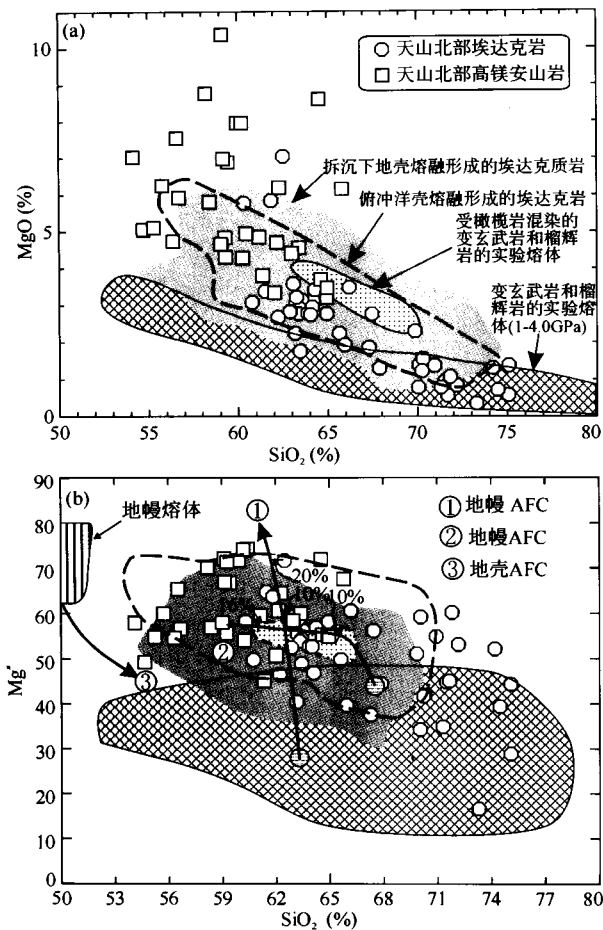 (a)
天山北部埃达克岩
天山北部高镁安山岩
拆沉下地壳熔融形成的埃达克质岩
俯冲洋壳熔融形成的埃达克岩
受橄榄岩混染的
变玄武岩和榴辉
岩的实验熔体
变玄武岩和榴
辉岩的实验熔
体(1-4.0GPa)
MgO (%)
10
5
0
50 55 60 65 70 75 80
SiO₂ (%)
(b)
地幔熔体
① 地幔 AFC
② 地幔AFC
③ 地壳AFC
①
②
③
20%
10% 10%
Mg#
90
80
70
60
50
40
30
20
10
0
50 53 56 59 62 65 68 71 75 78 80
SiO₂ (%)